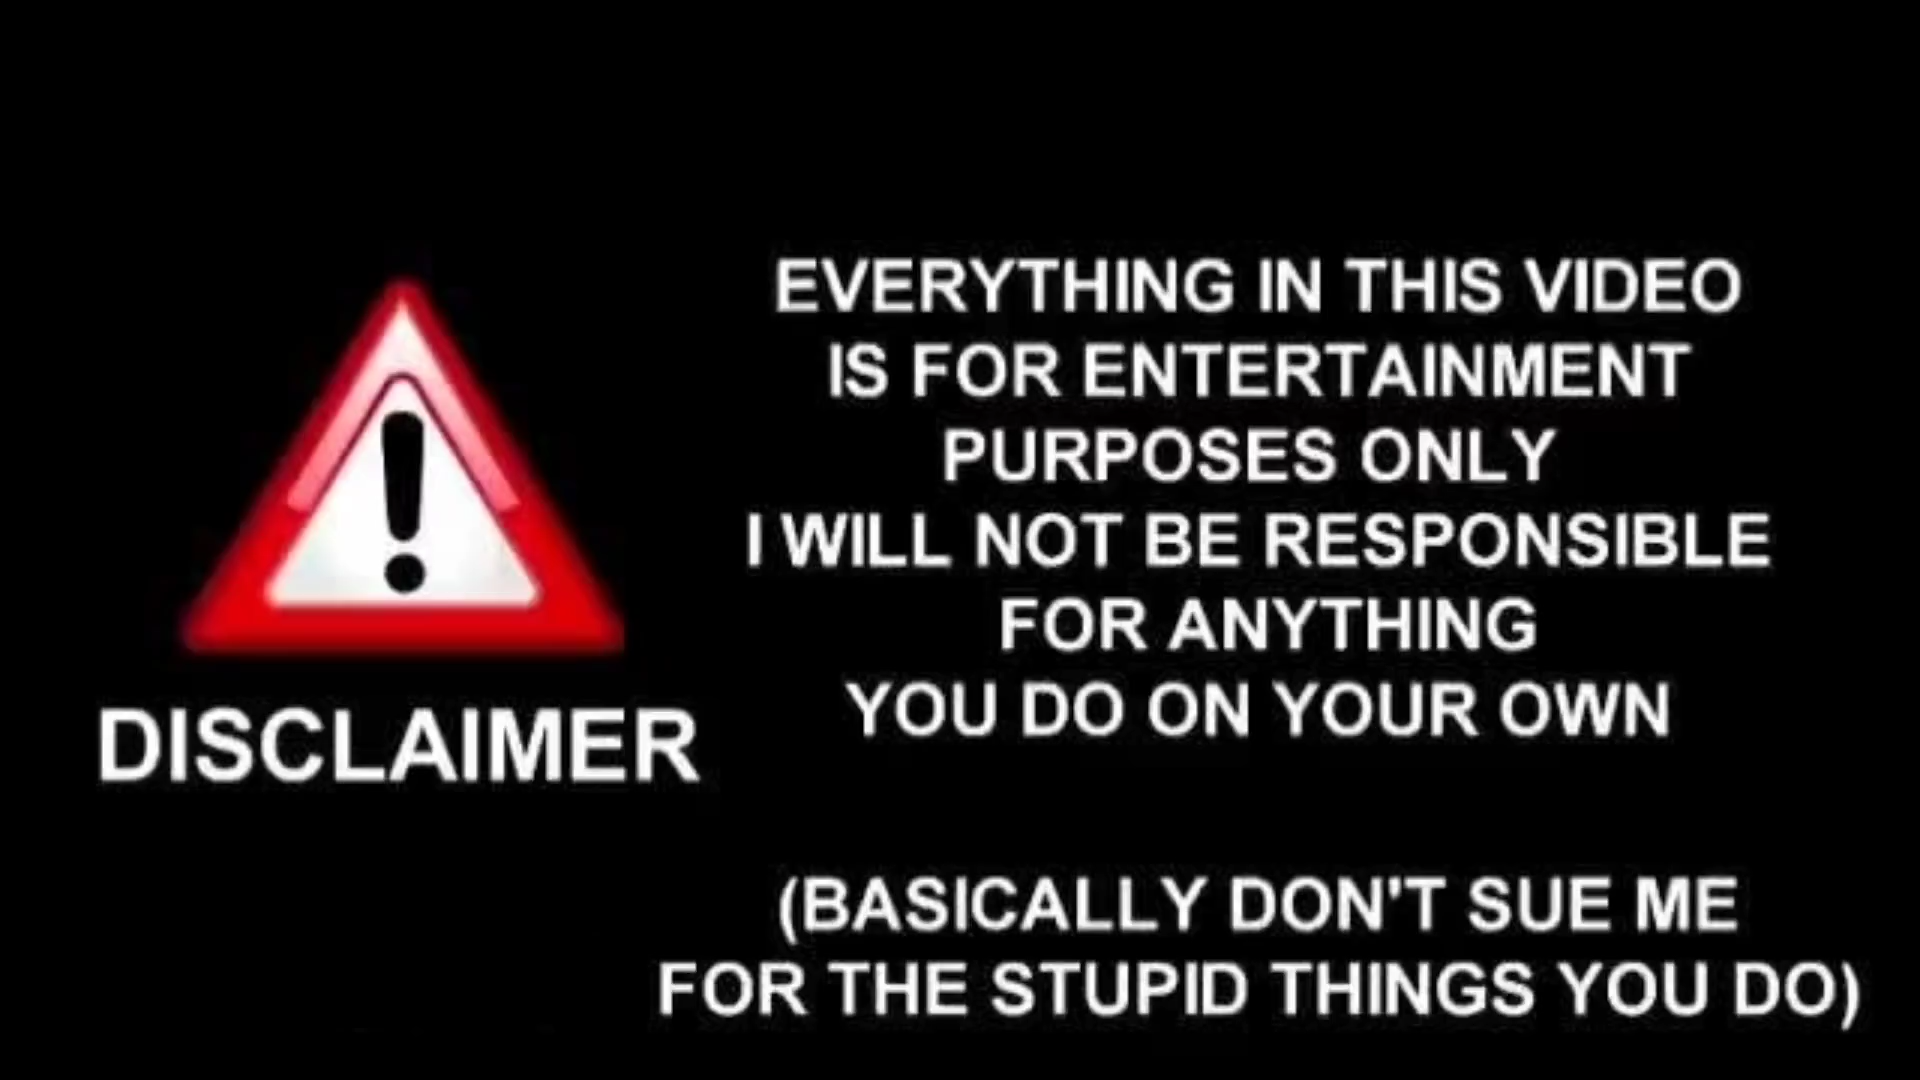 DISCLAIMER
EVERYTHING IN THIS VIDEO
IS FOR ENTERTAINMENT
PURPOSES ONLY
I WILL NOT BE RESPONSIBLE
FOR ANYTHING
YOU DO ON YOUR OWN
(BASICALLY DON'T SUE ME
FOR THE STUPID THINGS YOU DO)